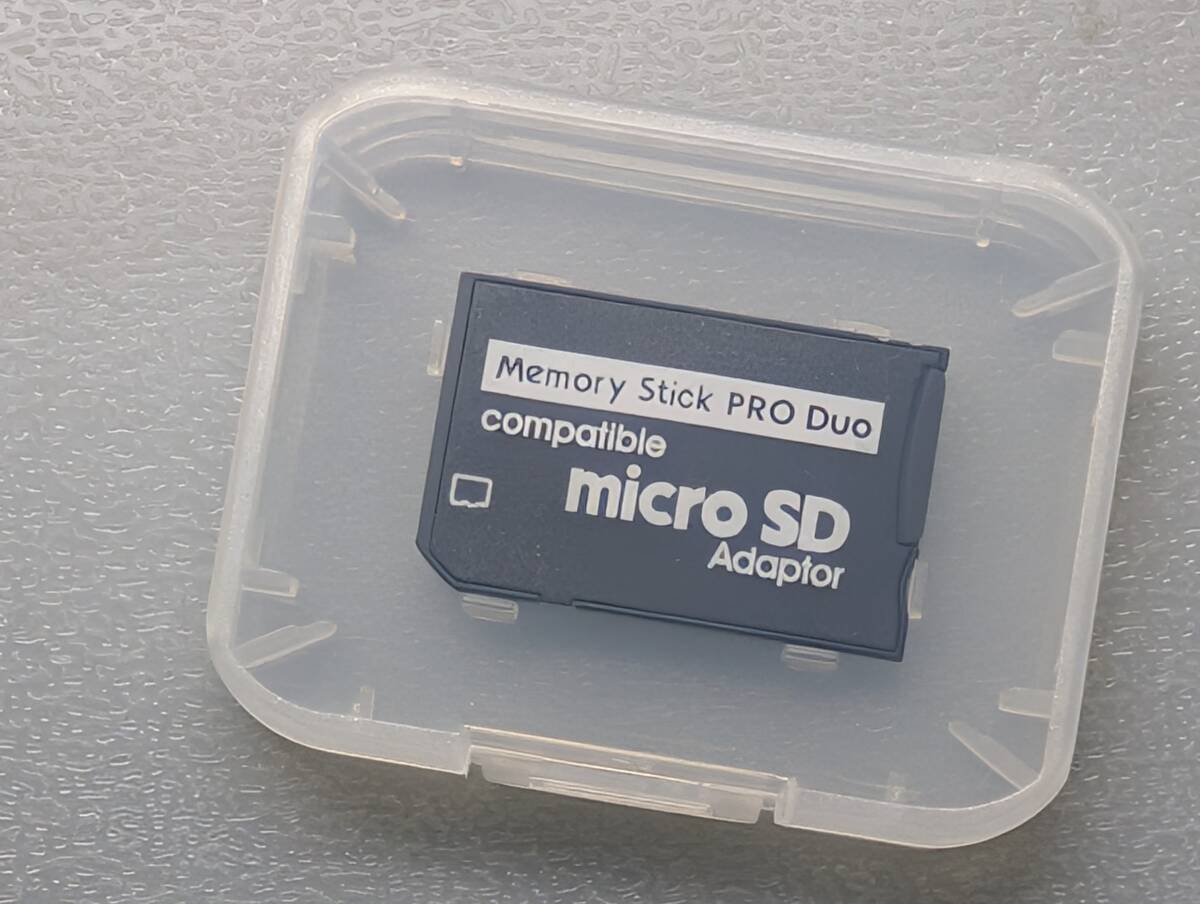 Memory Stick PRO Duo
compatible
micro SD
Adaptor